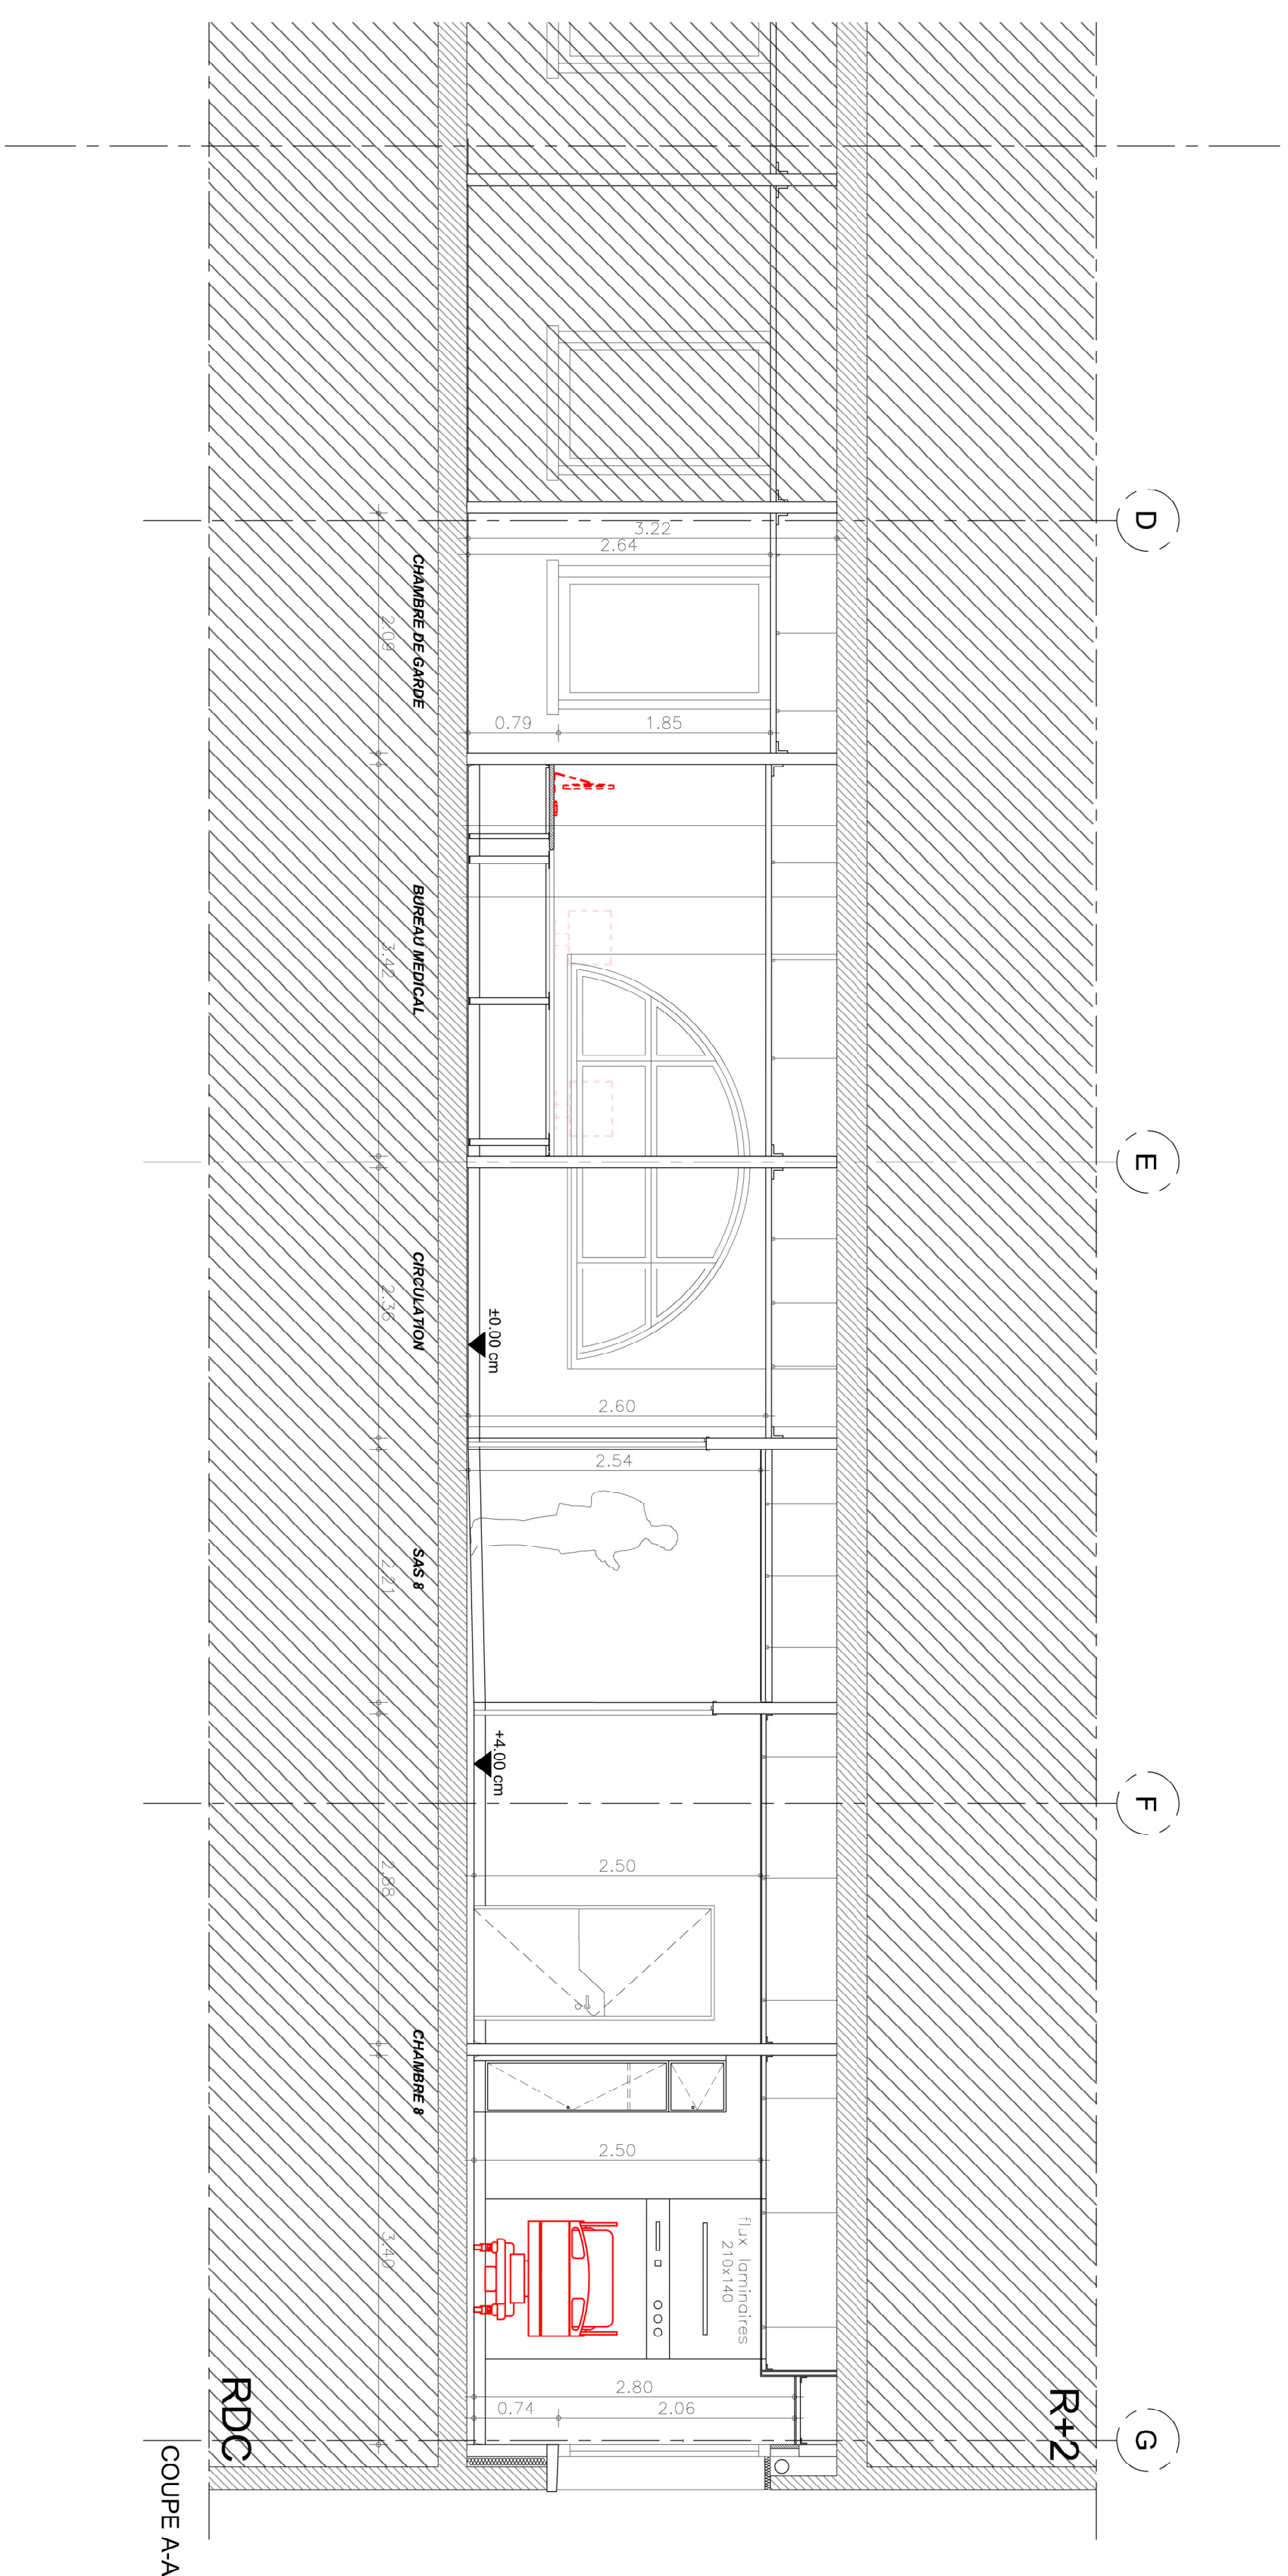 D
E
F
G
R+2
3.22
2.64
0.79
1.85
±0.00 cm
2.60
2.54
+4.00 cm
2.50
2.50
flux laminaires
210x140
2.80
0.74
2.06
CHAMBRE DE GARDE
BUREAU MEDICAL
CIRCULATION
SAS 8
CHAMBRE 8
2.09
3.42
2.36
2.21
2.88
3.40
RDC
COUPE A-A